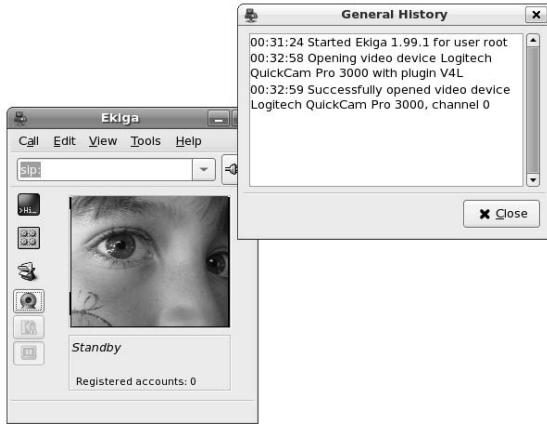 General History
00:31:24 Started Ekiga 1.99.1 for user root
00:32:58 Opening video device Logitech
QuickCam Pro 3000 with plugin V4L
00:32:59 Successfully opened video device
Logitech QuickCam Pro 3000, channel 0
Close
Ekiga
Call Edit View Tools Help
sip:
>Hi_
Standby
Registered accounts: 0